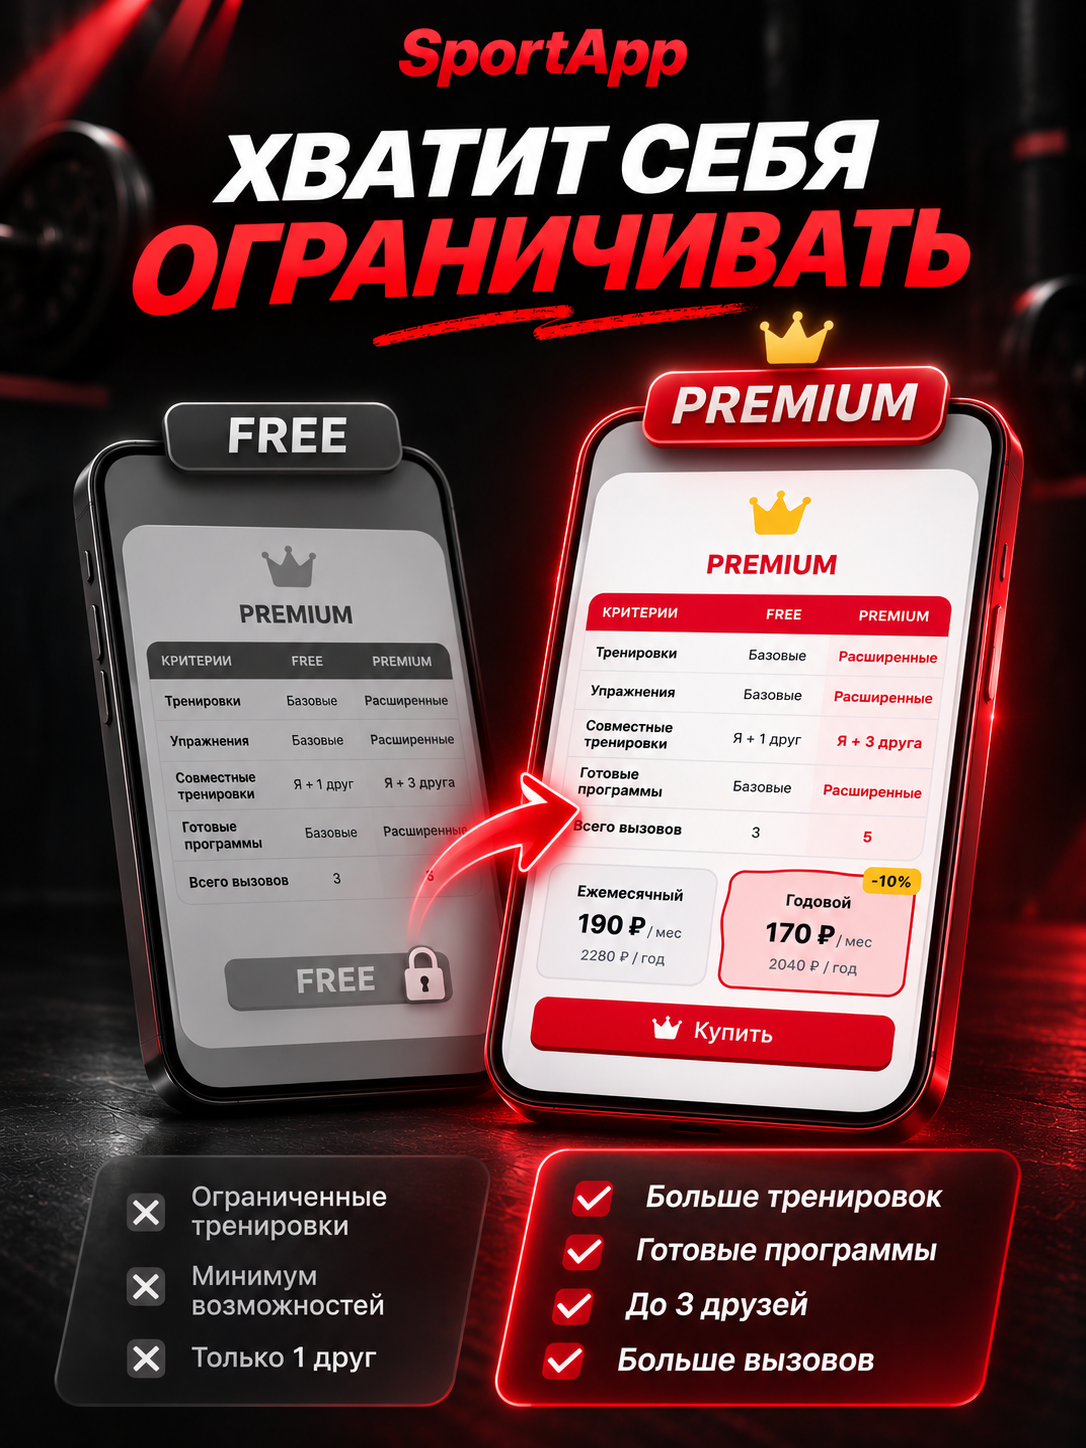 SportApp
ХВАТИТ СЕБЯ
ОГРАНИЧИВАТЬ
FREE
PREMIUM
КРИТЕРИИ FREE PREMIUM
Тренировки Базовые Расширенные
Упражнения Базовые Расширенные
Совместные
тренировки Я + 1 друг Я + 3 друга
Готовые
программы Базовые Расширенные
Всего вызовов 3
FREE
PREMIUM
PREMIUM
КРИТЕРИИ FREE PREMIUM
Тренировки Базовые Расширенные
Упражнения Базовые Расширенные
Совместные
тренировки Я + 1 друг Я + 3 друга
Готовые
программы Базовые Расширенные
Всего вызовов 3 5
Ежемесячный
190 ₽ / мес
2280 ₽ / год
-10%
Годовой
170 ₽ / мес
2040 ₽ / год
Купить
Ограниченные
тренировки
Минимум
возможностей
Только 1 друг
Больше тренировок
Готовые программы
До 3 друзей
Больше вызовов